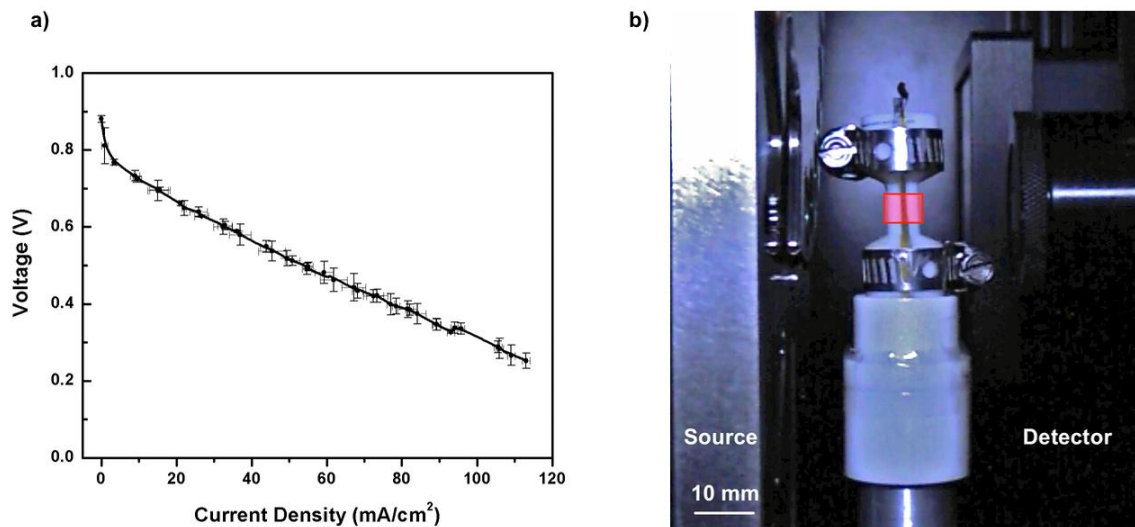 a)
Voltage (V)
1.0
0.8
0.6
0.4
0.2
0.0
0 20 40 60 80 100 120
Current Density (mA/cm²)
b)
Source Detector
10 mm